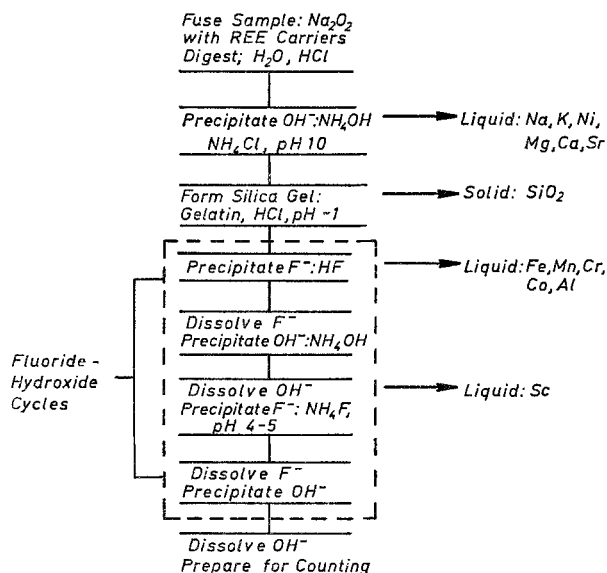 Fuse Sample: Na₂O₂
with REE Carriers
Digest; H₂O, HCl
Precipitate OH⁻:NH₄OH
NH₄Cl, pH 10
Liquid: Na, K, Ni,
Mg, Ca, Sr
Form Silica Gel:
Gelatin, HCl, pH ~1
Solid: SiO₂
Precipitate F⁻:HF
Liquid: Fe, Mn, Cr,
Co, Al
Dissolve F⁻
Precipitate OH⁻:NH₄OH
Fluoride-
Hydroxide
Cycles
Dissolve OH⁻
Precipitate F⁻: NH₄F,
pH 4-5
Liquid: Sc
Dissolve F⁻
Precipitate OH⁻
Dissolve OH⁻
Prepare for Counting